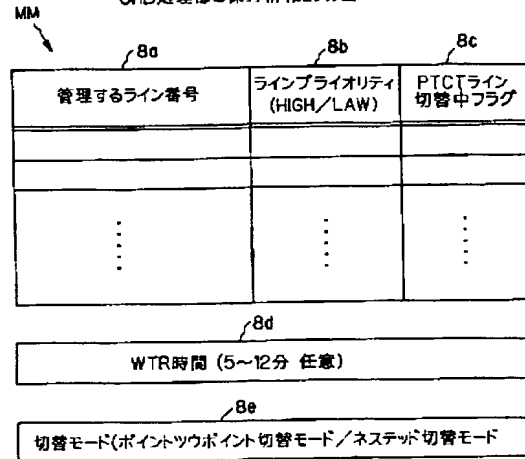 MM
8a
8b
8c
管理するライン番号
ラインプライオリティ
(HIGH/LAW)
PTCTライン
切替中フラグ
8d
WTR時間 (5~12分 任意)
8e
切替モード(ポイントツウポイント切替モード/ネステッド切替モード